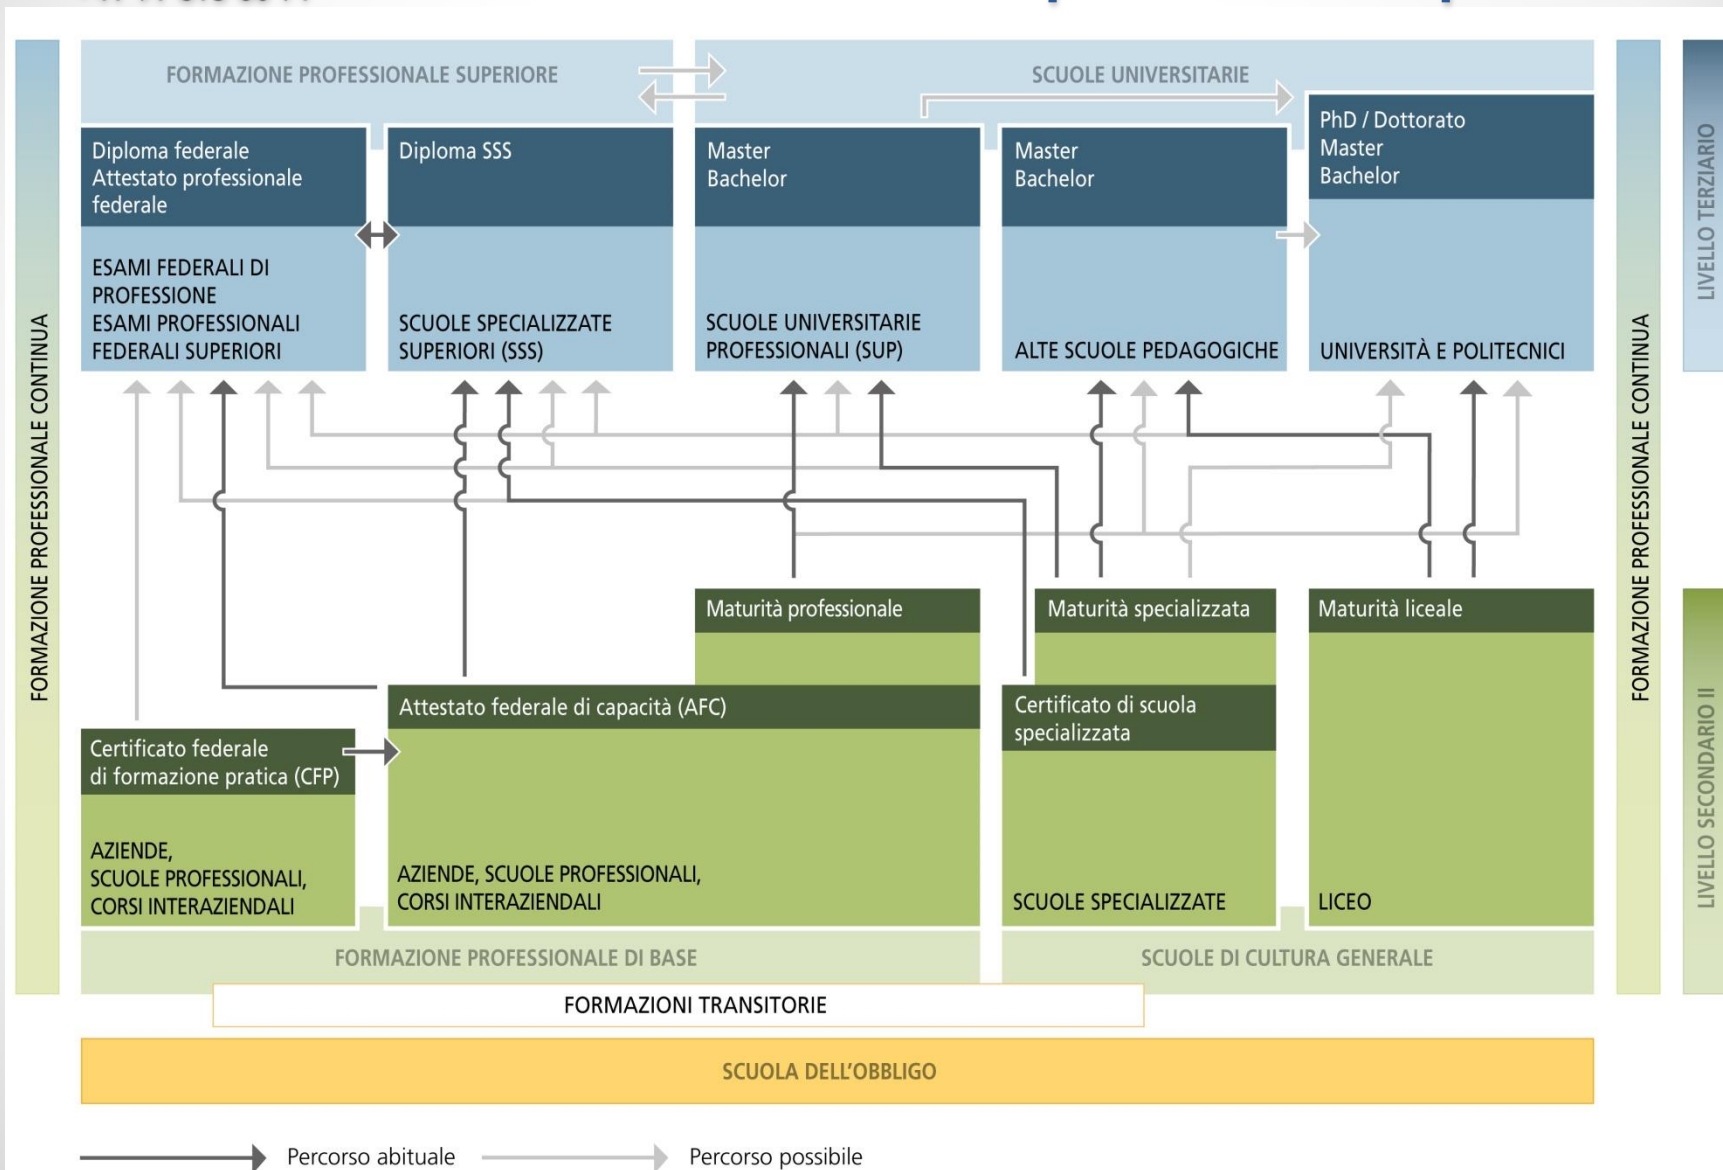 FORMAZIONE PROFESSIONALE SUPERIORE
SCUOLE UNIVERSITARIE
Diploma federale
Attestato professionale
federale
Diploma SSS
Master
Bachelor
Master
Bachelor
PhD / Dottorato
Master
Bachelor
ESAMI FEDERALI DI
PROFESSIONE
ESAMI PROFESSIONALI
FEDERALI SUPERIORI
SCUOLE SPECIALIZZATE
SUPERIORI (SSS)
SCUOLE UNIVERSITARIE
PROFESSIONALI (SUP)
ALTE SCUOLE PEDAGOGICHE
UNIVERSITÀ E POLITECNICI
FORMAZIONE PROFESSIONALE CONTINUA
FORMAZIONE PROFESSIONALE CONTINUA
LIVELLO TERZIARIO
LIVELLO SECONDARIO II
Maturità professionale
Maturità specializzata
Maturità liceale
Attestato federale di capacità (AFC)
Certificato di scuola
specializzata
Certificato federale
di formazione pratica (CFP)
AZIENDE,
SCUOLE PROFESSIONALI,
CORSI INTERAZIENDALI
AZIENDE, SCUOLE PROFESSIONALI,
CORSI INTERAZIENDALI
SCUOLE SPECIALIZZATE
LICEO
FORMAZIONE PROFESSIONALE DI BASE
SCUOLE DI CULTURA GENERALE
FORMAZIONI TRANSITORIE
SCUOLA DELL'OBBLIGO
Percorso abituale
Percorso possibile